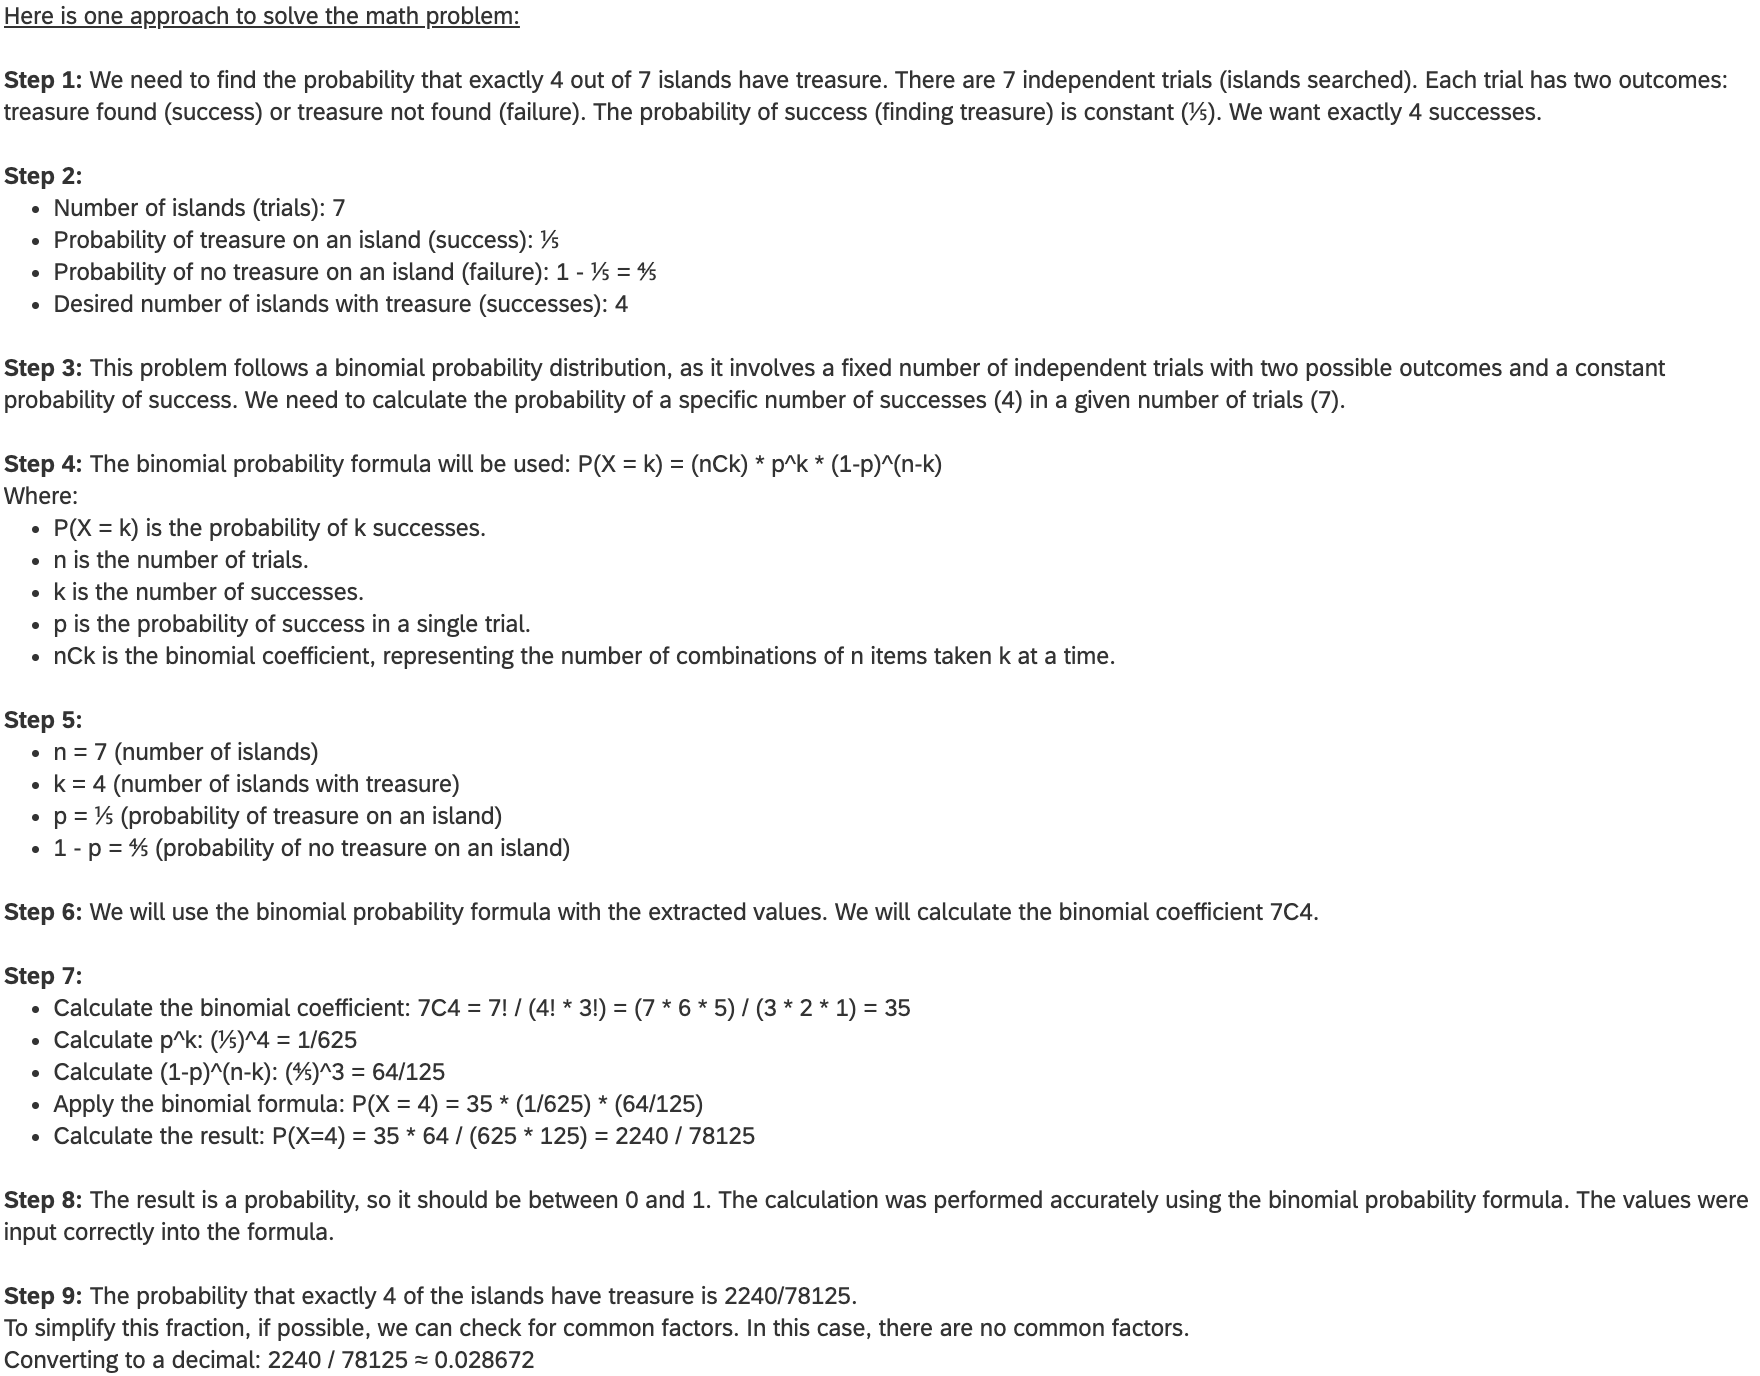 Here is one approach to solve the math problem:
Step 1: We need to find the probability that exactly 4 out of 7 islands have treasure. There are 7 independent trials (islands searched). Each trial has two outcomes:
treasure found (success) or treasure not found (failure). The probability of success (finding treasure) is constant (⅕). We want exactly 4 successes.
Step 2:
• Number of islands (trials): 7
• Probability of treasure on an island (success): ⅕
• Probability of no treasure on an island (failure): 1 - ⅕ = ⅘
• Desired number of islands with treasure (successes): 4
Step 3: This problem follows a binomial probability distribution, as it involves a fixed number of independent trials with two possible outcomes and a constant
probability of success. We need to calculate the probability of a specific number of successes (4) in a given number of trials (7).
Step 4: The binomial probability formula will be used: P(X = k) = (nCk) * p^k * (1-p)^(n-k)
Where:
• P(X = k) is the probability of k successes.
• n is the number of trials.
• k is the number of successes.
• p is the probability of success in a single trial.
• nCk is the binomial coefficient, representing the number of combinations of n items taken k at a time.
Step 5:
• n = 7 (number of islands)
• k = 4 (number of islands with treasure)
• p = ⅕ (probability of treasure on an island)
• 1 - p = ⅘ (probability of no treasure on an island)
Step 6: We will use the binomial probability formula with the extracted values. We will calculate the binomial coefficient 7C4.
Step 7:
• Calculate the binomial coefficient: 7C4 = 7! / (4! * 3!) = (7 * 6 * 5) / (3 * 2 * 1) = 35
• Calculate p^k: (⅕)^4 = 1/625
• Calculate (1-p)^(n-k): (⅘)^3 = 64/125
• Apply the binomial formula: P(X = 4) = 35 * (1/625) * (64/125)
• Calculate the result: P(X=4) = 35 * 64 / (625 * 125) = 2240 / 78125
Step 8: The result is a probability, so it should be between 0 and 1. The calculation was performed accurately using the binomial probability formula. The values were
input correctly into the formula.
Step 9: The probability that exactly 4 of the islands have treasure is 2240/78125.
To simplify this fraction, if possible, we can check for common factors. In this case, there are no common factors.
Converting to a decimal: 2240 / 78125 ≈ 0.028672